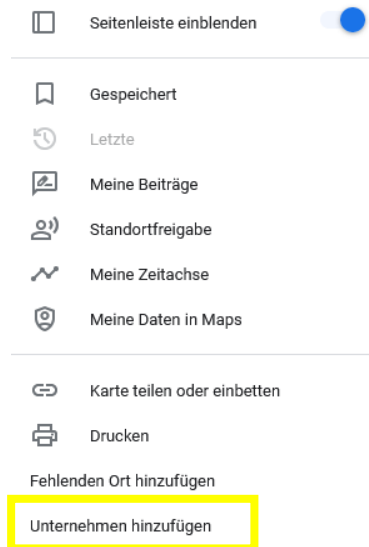 Seitenleiste einblenden
Gespeichert
Letzte
Meine Beiträge
Standortfreigabe
Meine Zeitachse
Meine Daten in Maps
Karte teilen oder einbetten
Drucken
Fehlenden Ort hinzufügen
Unternehmen hinzufügen